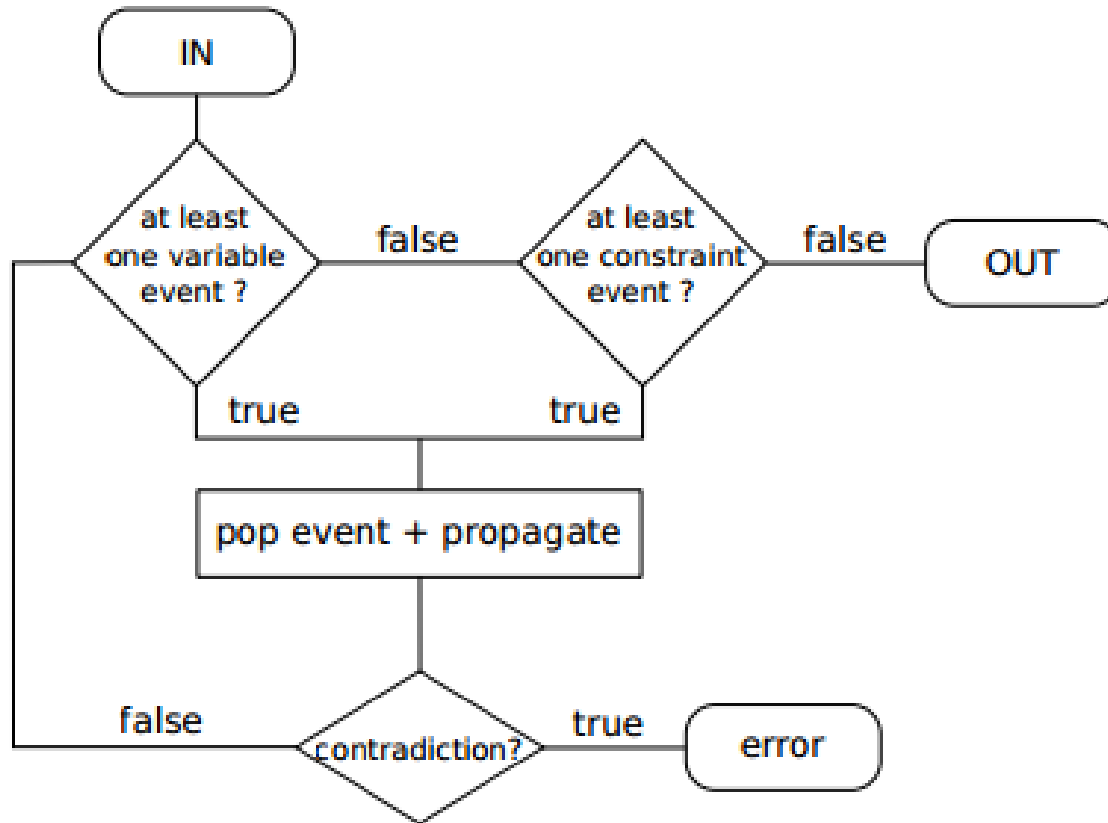 IN
at least
one variable
event ?
false
at least
one constraint
event ?
false
OUT
true
true
pop event + propagate
false
contradiction?
true
error